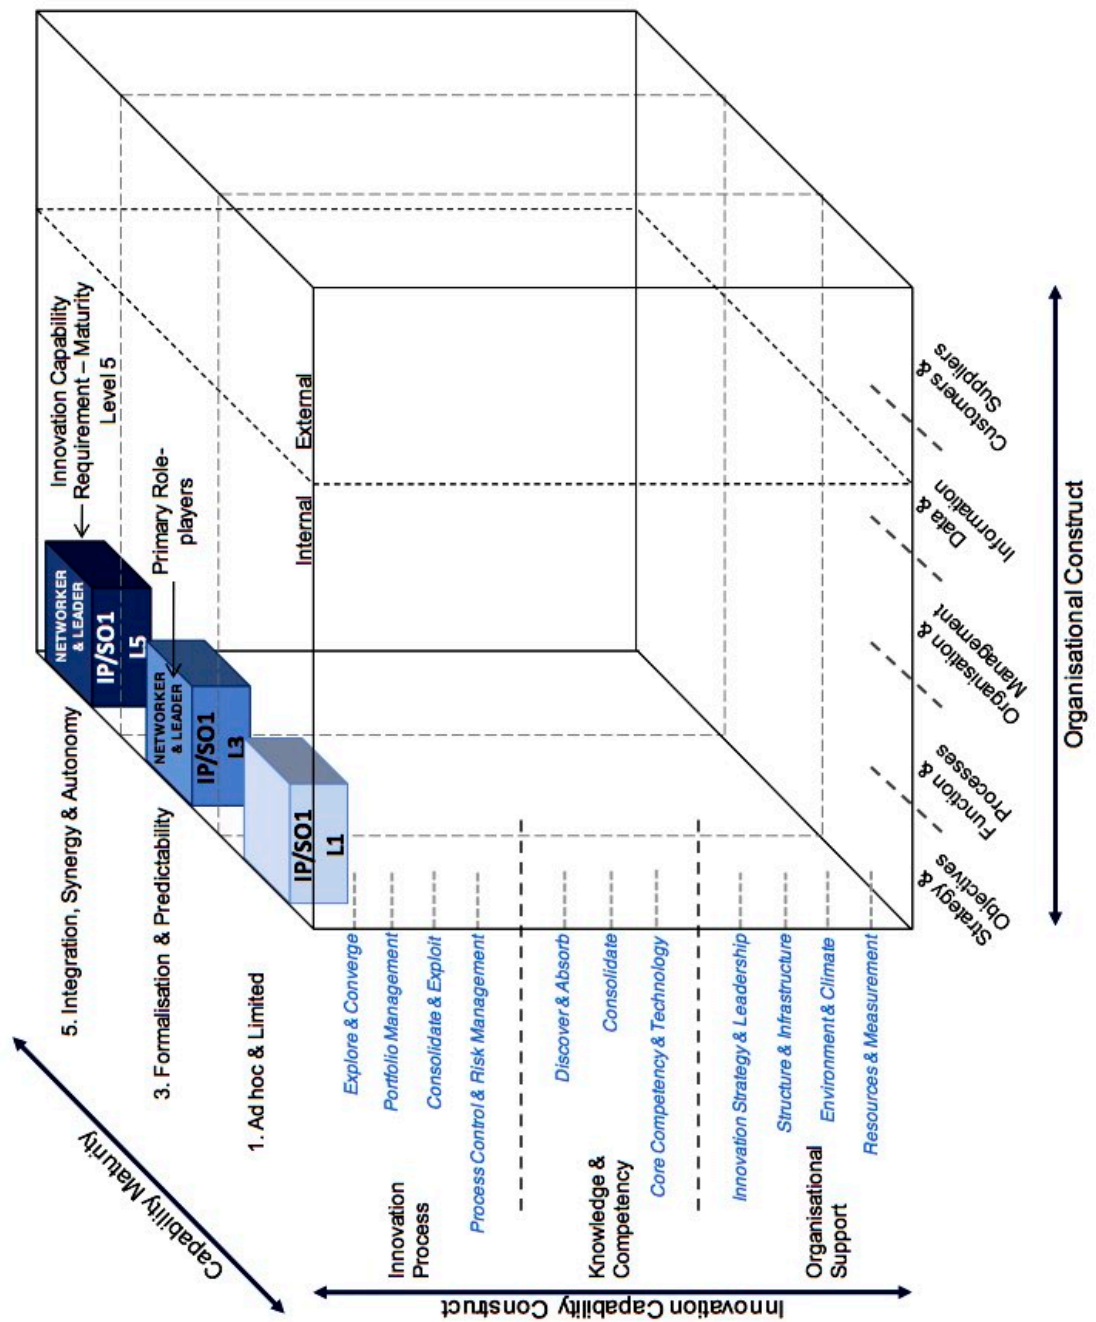 Capability Maturity
5. Integration, Synergy & Autonomy
3. Formalisation & Predictability
1. Ad hoc & Limited
Innovation Capability
Requirement – Maturity
Level 5
Primary Role-
players
NETWORKER
& LEADER
IP/SO1
L5
NETWORKER
& LEADER
IP/SO1
L3
IP/SO1
L1
Internal
External
Innovation Capability Construct
Innovation
Process
Explore & Converge
Portfolio Management
Consolidate & Exploit
Process Control & Risk Management
Knowledge &
Competency
Discover & Absorb
Consolidate
Core Competency & Technology
Organisational
Support
Innovation Strategy & Leadership
Structure & Infrastructure
Environment & Climate
Resources & Measurement
Strategy &
Objectives
Function &
Processes
Organisation &
Management
Data &
Information
Customers &
Suppliers
Organisational Construct